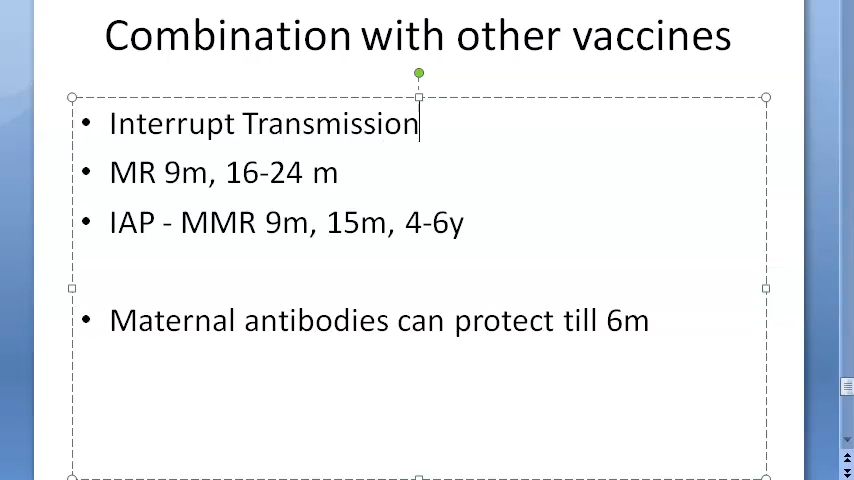 Combination with other vaccines
• Interrupt Transmission
• MR 9m, 16-24 m
• IAP - MMR 9m, 15m, 4-6y
• Maternal antibodies can protect till 6m